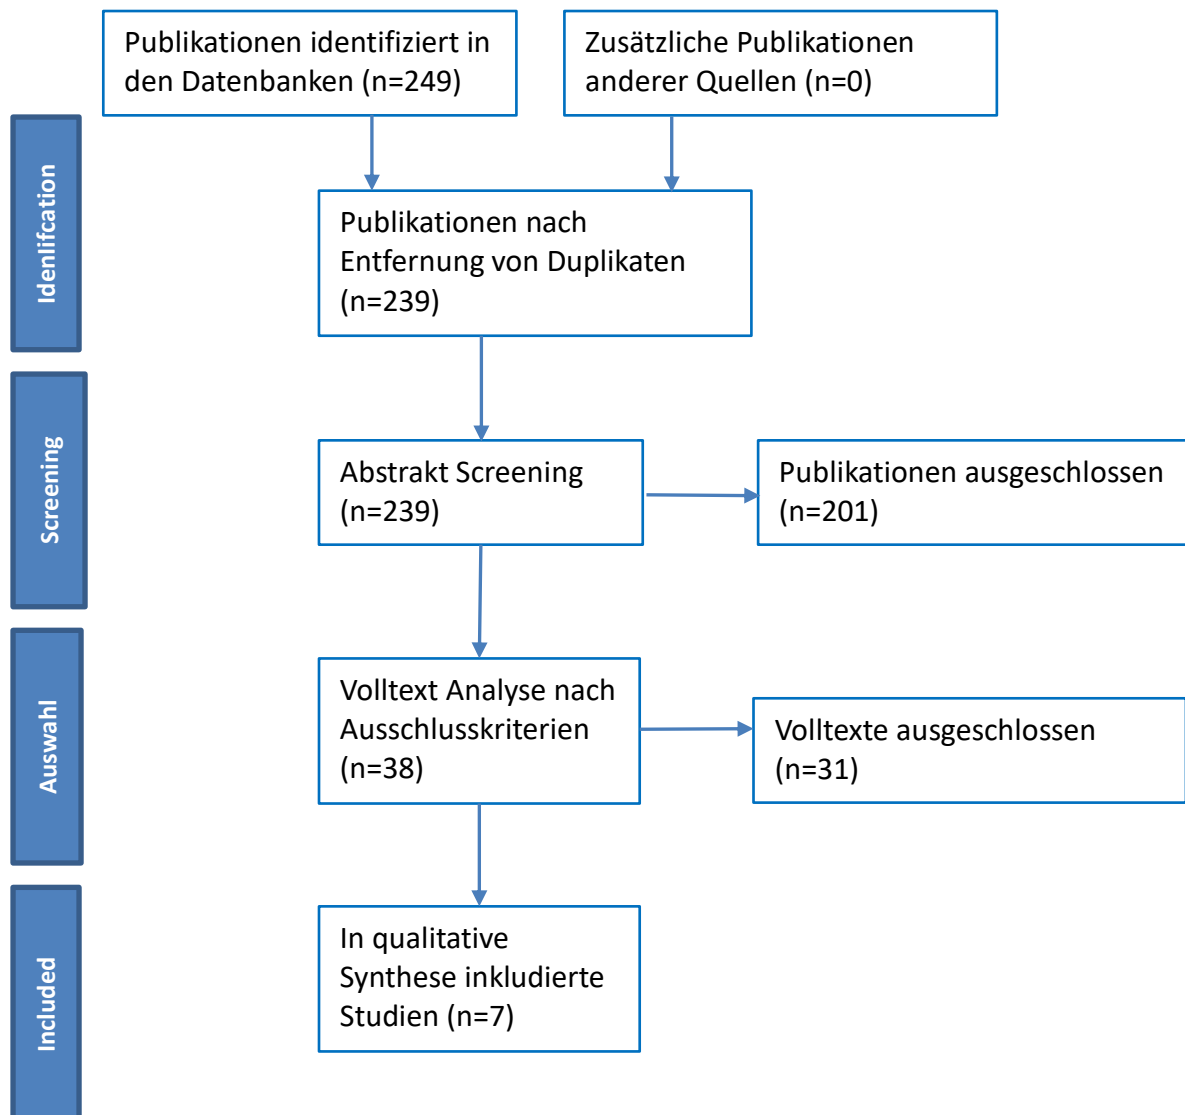 Publikationen identifiziert in
den Datenbanken (n=249)
Zusätzliche Publikationen
anderer Quellen (n=0)
Idenlifcation
Publikationen nach
Entfernung von Duplikaten
(n=239)
Screening
Abstrakt Screening
(n=239)
Publikationen ausgeschlossen
(n=201)
Auswahl
Volltext Analyse nach
Ausschlusskriterien
(n=38)
Volltexte ausgeschlossen
(n=31)
Included
In qualitative
Synthese inkludierte
Studien (n=7)